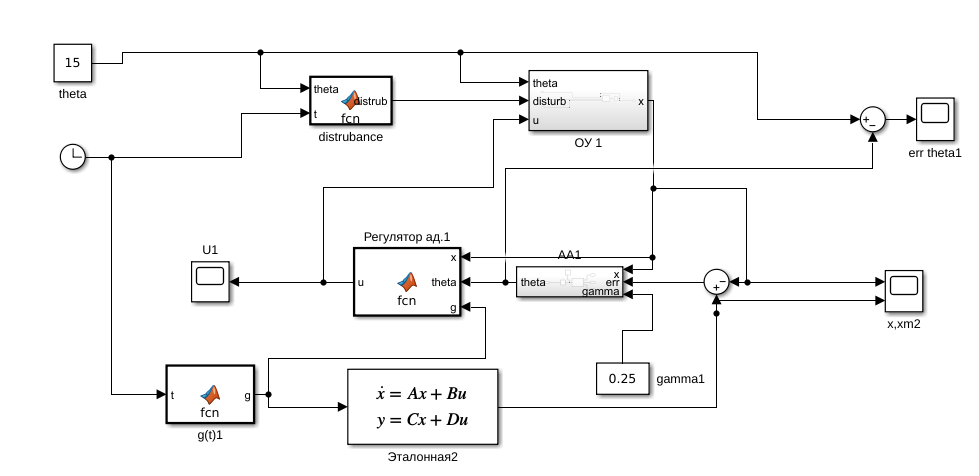 15
theta
theta
t
distrub
fcn
distrubance
theta
disturb
u
x
ОУ 1
+
−
err theta1
U1
Регулятор ад.1
x
u
theta
g
fcn
AA1
theta
x
err
gamma
−
+
x,xm2
0.25
gamma1
t
g
fcn
g(t)1
ẋ = Ax + Bu
y = Cx + Du
Эталонная2